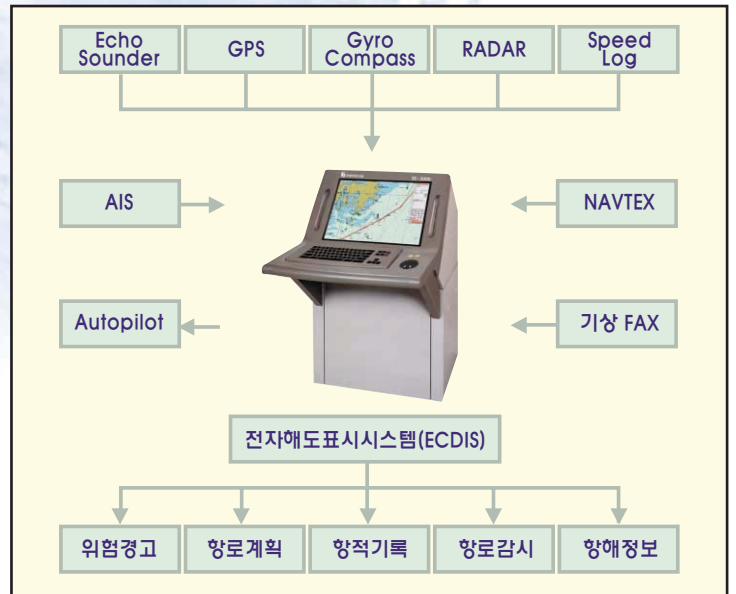 Echo
Sounder
GPS
Gyro
Compass
RADAR
Speed
Log
AIS
NAVTEX
Autopilot
기상 FAX
전자해도표시시스템(ECDIS)
위험경고
항로계획
항적기록
항로감시
항해정보